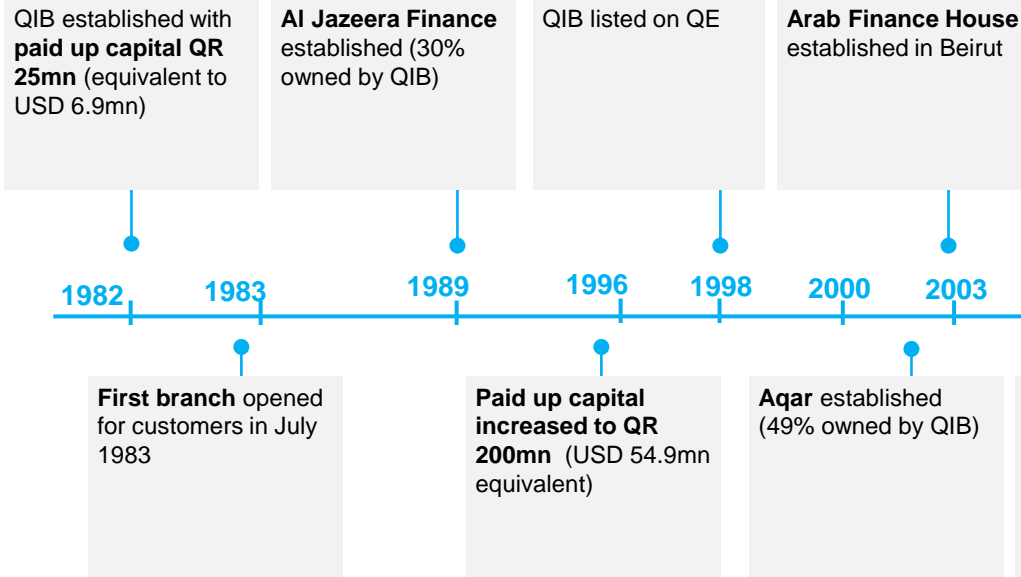 QIB established with
paid up capital QR
25mn (equivalent to
USD 6.9mn)
Al Jazeera Finance
established (30%
owned by QIB)
QIB listed on QE
Arab Finance House
established in Beirut
1982
1983
1989
1996
1998
2000
2003
First branch opened
for customers in July
1983
Paid up capital
increased to QR
200mn (USD 54.9mn
equivalent)
Aqar established
(49% owned by QIB)